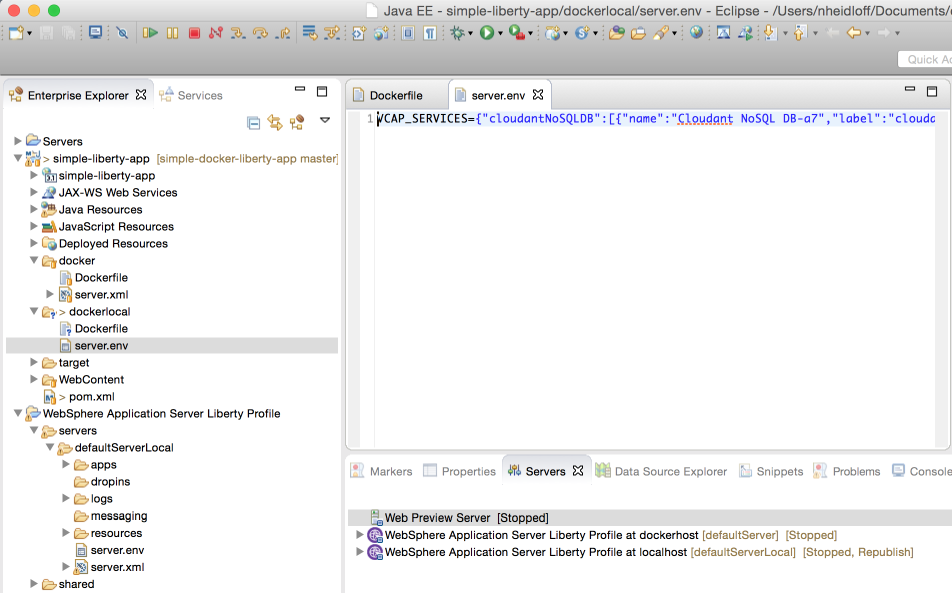 Java EE - simple-liberty-app/dockerlocal/server.env - Eclipse - /Users/nheidloff/Documents/
Quick Ac
Enterprise Explorer
Services
Servers
> simple-liberty-app [simple-docker-liberty-app master]
simple-liberty-app
JAX-WS Web Services
Java Resources
JavaScript Resources
Deployed Resources
docker
Dockerfile
server.xml
> dockerlocal
Dockerfile
server.env
target
WebContent
> pom.xml
WebSphere Application Server Liberty Profile
servers
defaultServerLocal
apps
dropins
logs
messaging
resources
server.env
server.xml
shared
Dockerfile
server.env
1 VCAP_SERVICES={"cloudantNoSQLDB":[{"name":"Cloudant NoSQL DB-a7","label":"clouda
Markers
Properties
Servers
Data Source Explorer
Snippets
Problems
Console
Web Preview Server [Stopped]
WebSphere Application Server Liberty Profile at dockerhost [defaultServer] [Stopped]
WebSphere Application Server Liberty Profile at localhost [defaultServerLocal] [Stopped, Republish]